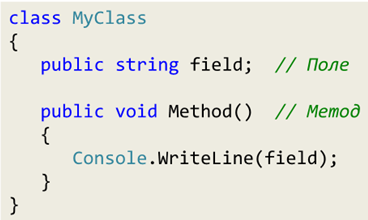 class MyClass
{
   public string field;  // Поле

   public void Method()  // Метод
   {
      Console.WriteLine(field);
   }
}